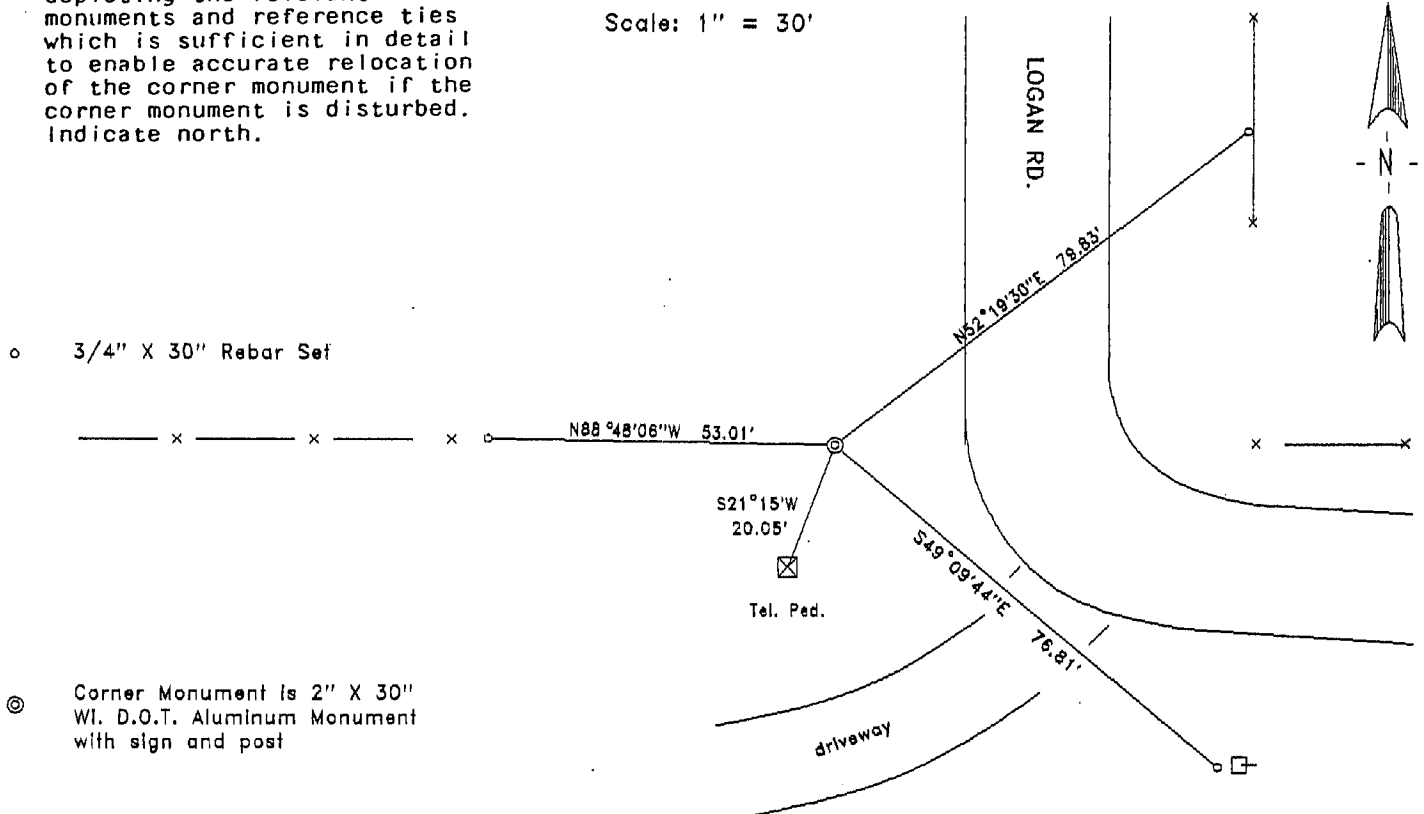 depicting the relevant
monuments and reference ties
which is sufficient in detail
to enable accurate relocation
of the corner monument if the
corner monument is disturbed.
Indicate north.
Scale: 1" = 30'
LOGAN RD.
- N -
N52°19'30"E 79.83'
3/4" X 30" Rebar Set
N88°48'06"W 53.01'
S21°15'W
20.05'
Tel. Ped.
S49°09'44"E 76.81'
Corner Monument is 2" X 30"
WI. D.O.T. Aluminum Monument
with sign and post
driveway